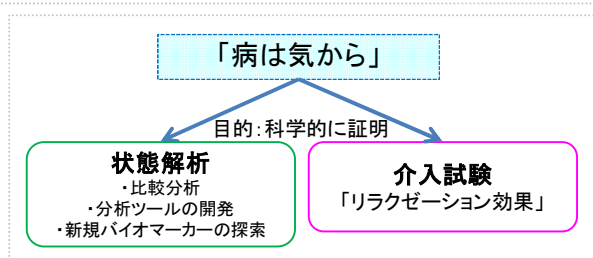 「病は気から」
目的：科学的に証明
状態解析
・比較分析
・分析ツールの開発
・新規バイオマーカーの探索
介入試験
「リラクゼーション効果」